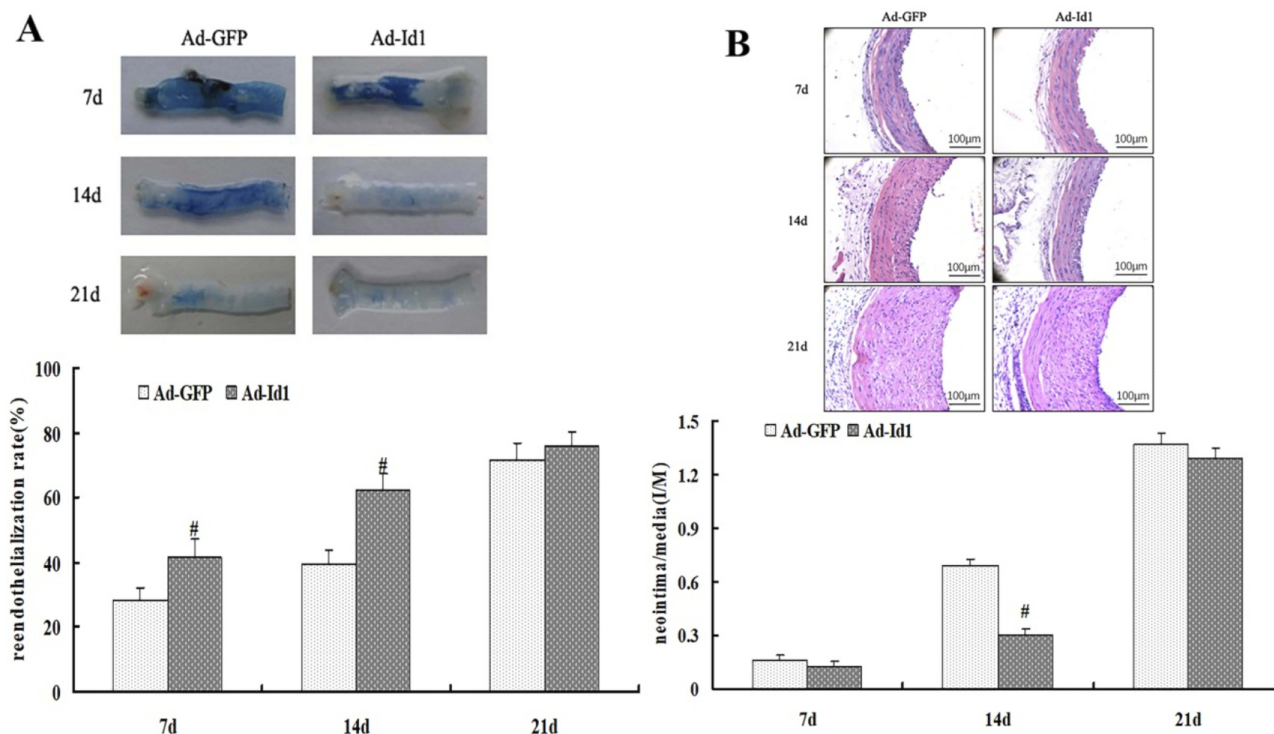 A
Ad-GFP Ad-Id1
7d
14d
21d
100
80
60
40
20
0
reendothelialization rate(%)
Ad-GFP Ad-Id1
#
#
7d 14d 21d
B
Ad-GFP Ad-Id1
7d
100μm 100μm
14d
100μm 100μm
21d
100μm 100μm
1.5
1.2
0.9
0.6
0.3
0
neointima/media(I/M)
Ad-GFP Ad-Id1
#
7d 14d 21d